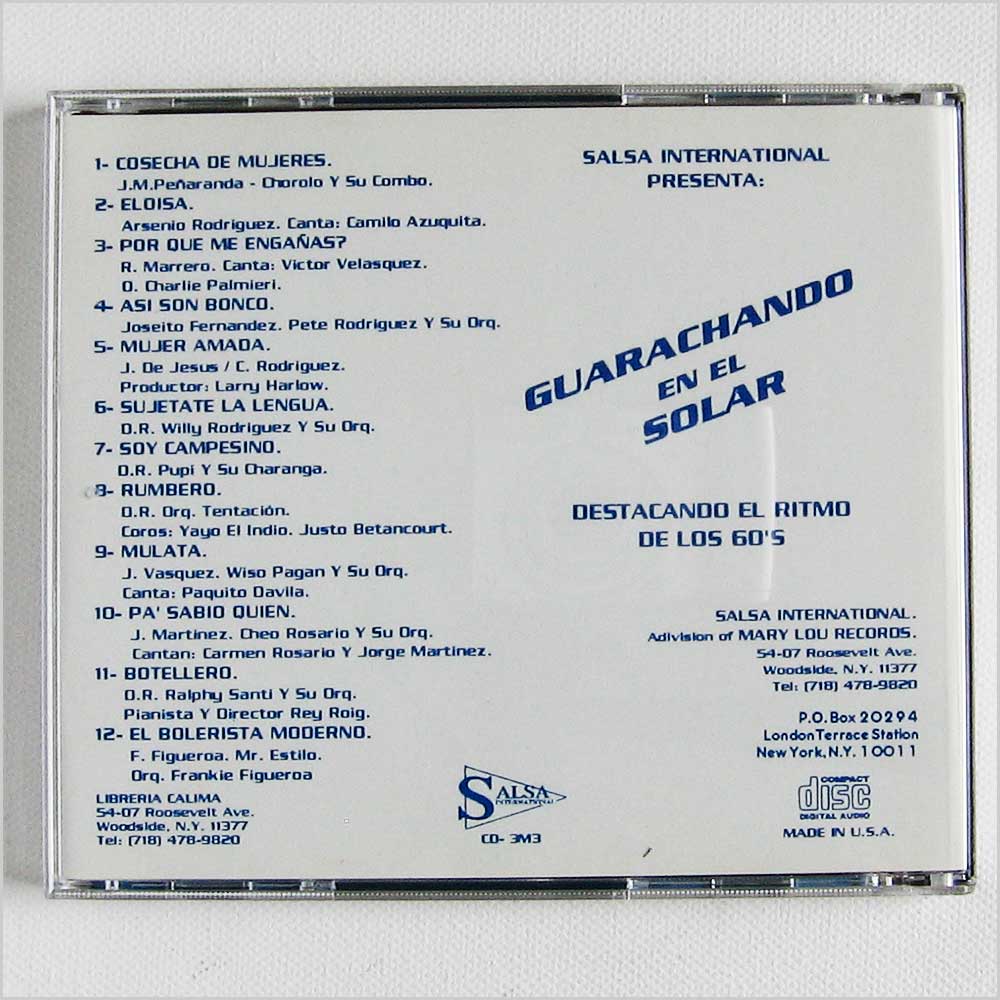 1- COSECHA DE MUJERES.
J.M.Peñaranda - Chorolo Y Su Combo.
2- ELOISA.
Arsenio Rodriguez. Canta: Camilo Azuquita.
3- POR QUE ME ENGAÑAS?
R. Marrero. Canta: Victor Velasquez.
O. Charlie Palmieri.
4- ASI SON BONCO.
Joseito Fernandez. Pete Rodriguez Y Su Orq.
5- MUJER AMADA.
J. De Jesus / C. Rodriguez.
Productor: Larry Harlow.
6- SUJETATE LA LENGUA.
D.R. Willy Rodriguez Y Su Orq.
7- SOY CAMPESINO.
D.R. Pupi Y Su Charanga.
8- RUMBERO.
D.R. Orq. Tentación.
Coros: Yayo El Indio. Justo Betancourt.
9- MULATA.
J. Vasquez. Wiso Pagan Y Su Orq.
Canta: Paquito Davila.
10- PA' SABIO QUIEN.
J. Martinez. Cheo Rosario Y Su Orq.
Cantan: Carmen Rosario Y Jorge Martinez.
11- BOTELLERO.
D.R. Ralphy Santi Y Su Orq.
Pianista Y Director Rey Roig.
12- EL BOLERISTA MODERNO.
F. Figueroa. Mr. Estilo.
Orq. Frankie Figueroa
LIBRERIA CALIMA
54-07 Roosevelt Ave.
Woodside, N.Y. 11377
Tel: (718) 478-9820
SALSA INTERNATIONAL
PRESENTA:
GUARACHANDO
EN EL
SOLAR
DESTACANDO EL RITMO
DE LOS 60'S
SALSA INTERNATIONAL.
Adivision of MARY LOU RECORDS.
54-07 Roosevelt Ave.
Woodside, N.Y. 11377
Tel: (718) 478-9820
P.O.Box 20294
London Terrace Station
New York, N.Y. 10011
SALSA
INTERNATIONAL
CD- 3M3
COMPACT
disc
DIGITAL AUDIO
MADE IN U.S.A.